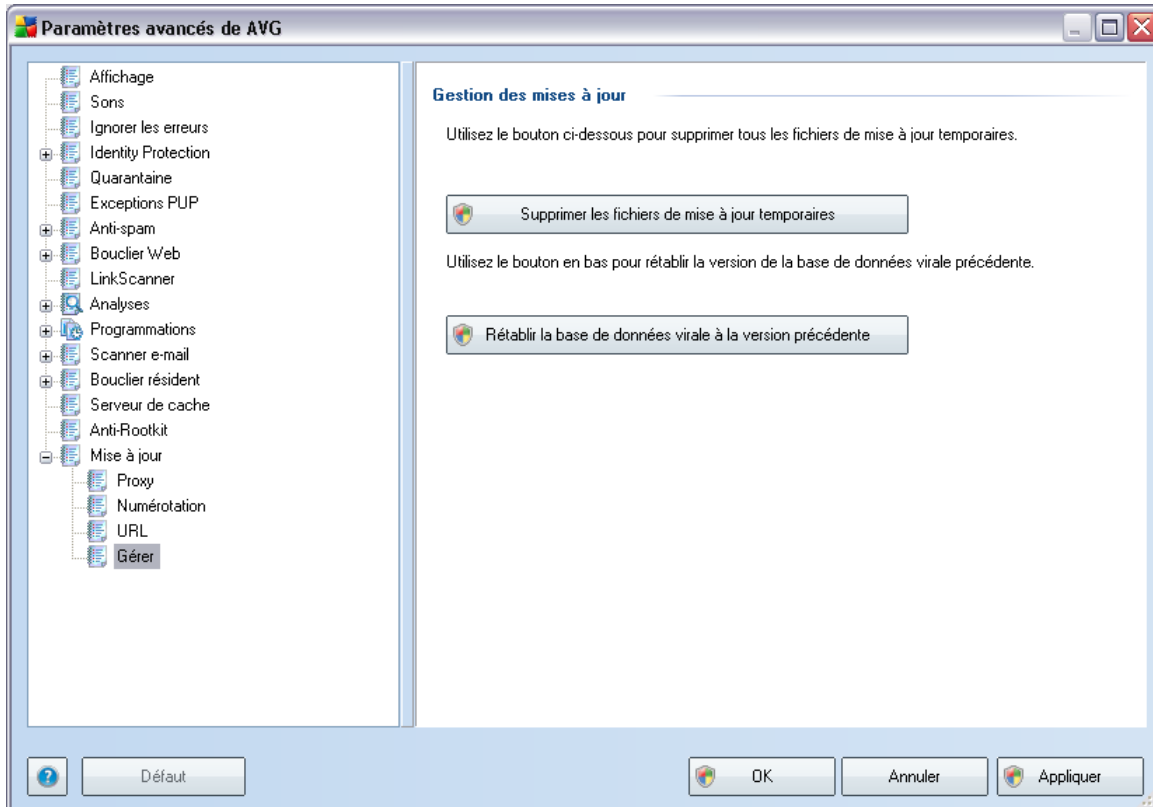 Paramètres avancés de AVG
Affichage
Sons
Ignorer les erreurs
Identity Protection
Quarantaine
Exceptions PUP
Anti-spam
Bouclier Web
LinkScanner
Analyses
Programmations
Scanner e-mail
Bouclier résident
Serveur de cache
Anti-Rootkit
Mise à jour
Proxy
Numérotation
URL
Gérer
Gestion des mises à jour
Utilisez le bouton ci-dessous pour supprimer tous les fichiers de mise à jour temporaires.
Supprimer les fichiers de mise à jour temporaires
Utilisez le bouton en bas pour rétablir la version de la base de données virale précédente.
Rétablir la base de données virale à la version précédente
Défaut
OK
Annuler
Appliquer